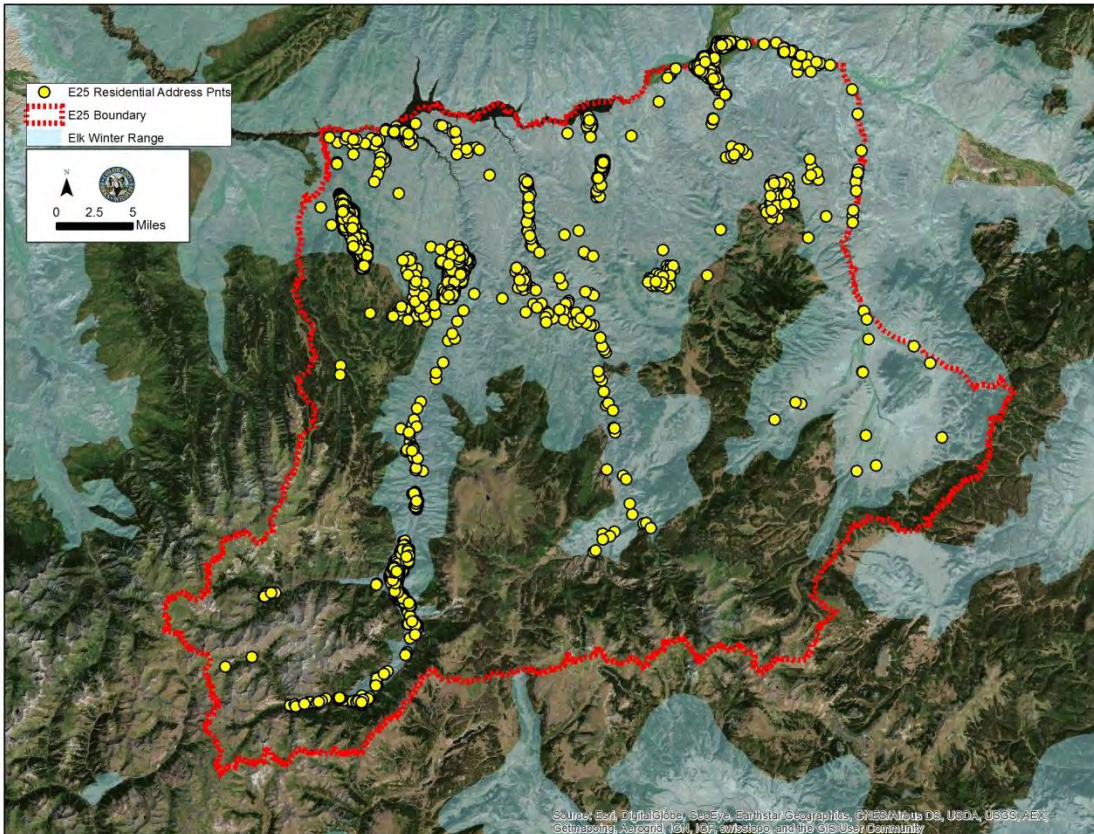 E25 Residential Address Pnts
E25 Boundary
Elk Winter Range
N
0 2.5 5
Miles
Source: Esri, DigitalGlobe, GeoEye, Earthstar Geographics, CNES/Airbus DS, USDA, USGS, AEX,
Getmapping, Aerogrid, IGN, IGP, swisstopo, and the GIS User Community